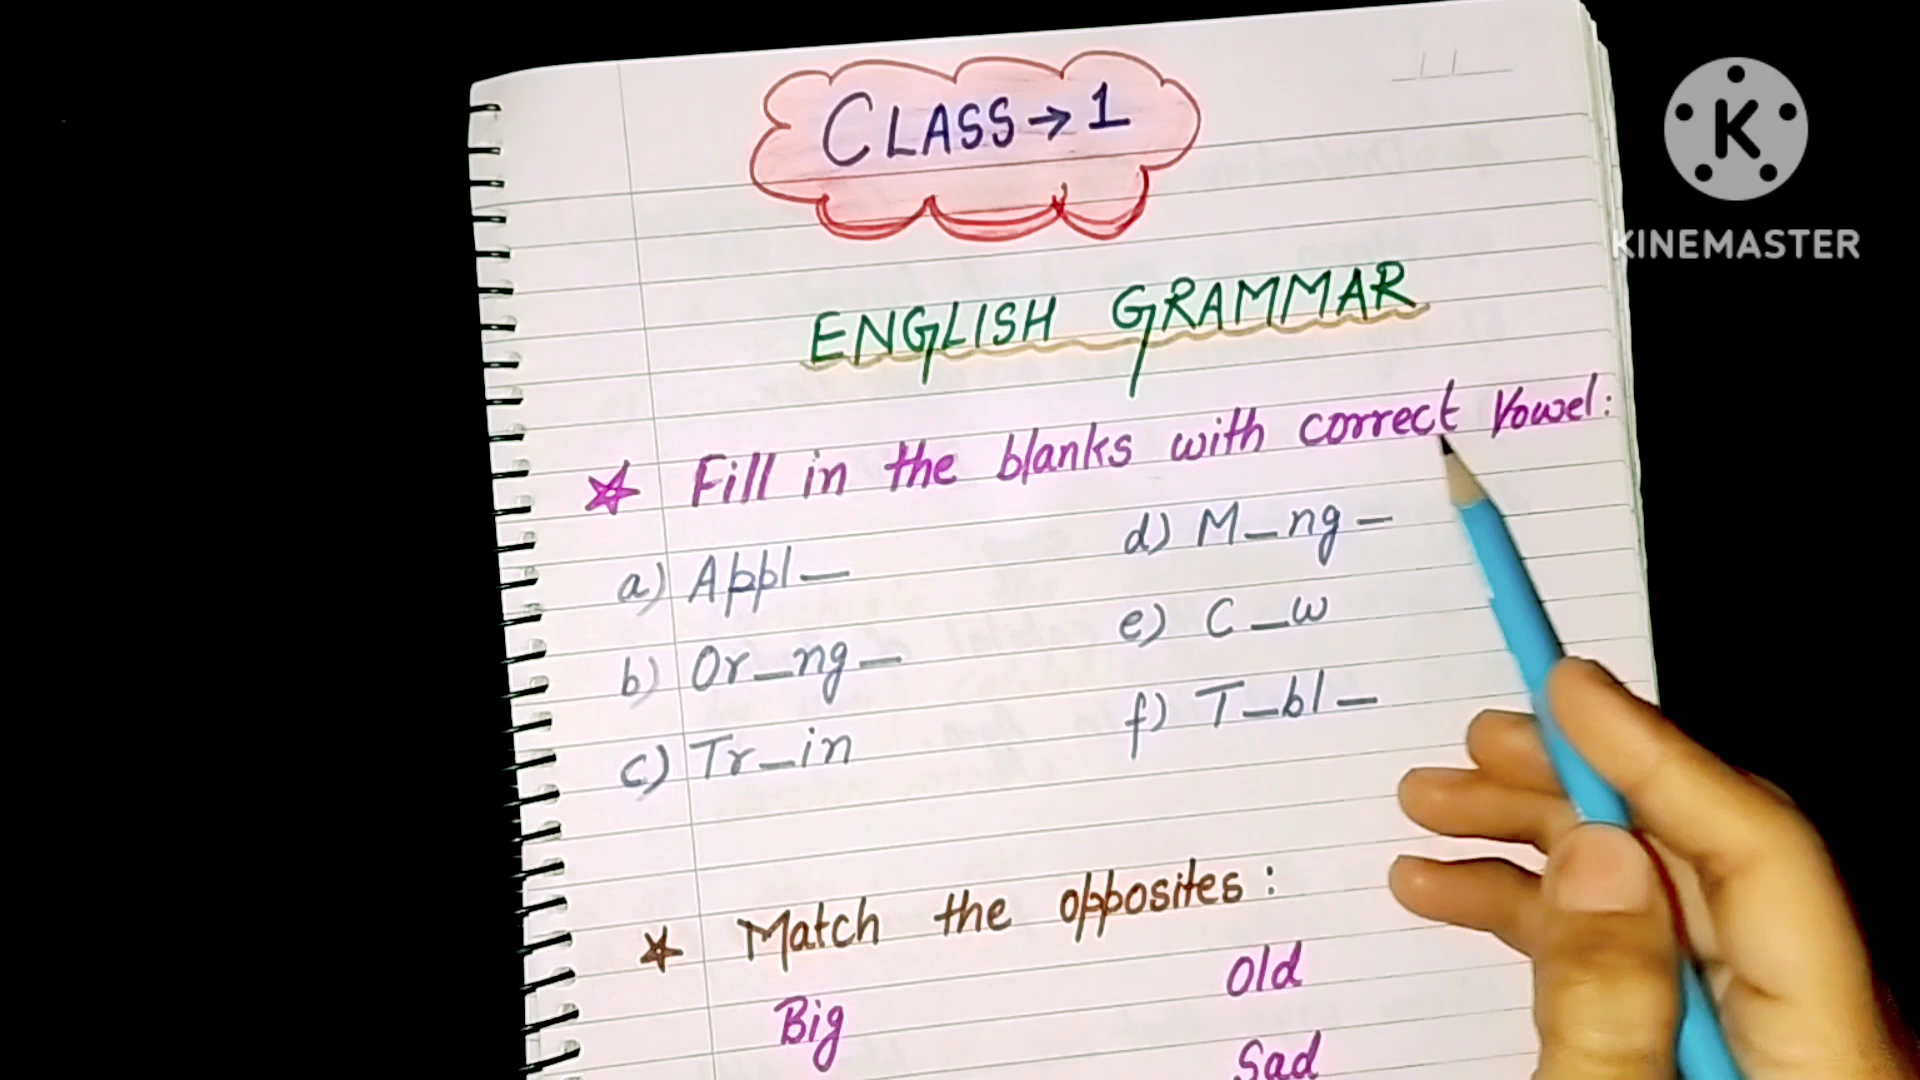 CLASS → 1
K
KINEMASTER
ENGLISH GRAMMAR
☆ Fill in the blanks with correct Vowel:
a) Appl_
b) Or_ng_
c) Tr_in
d) M_ng_
e) C_w
f) T_bl_
☆ Match the opposites:
Big
Old
Sad